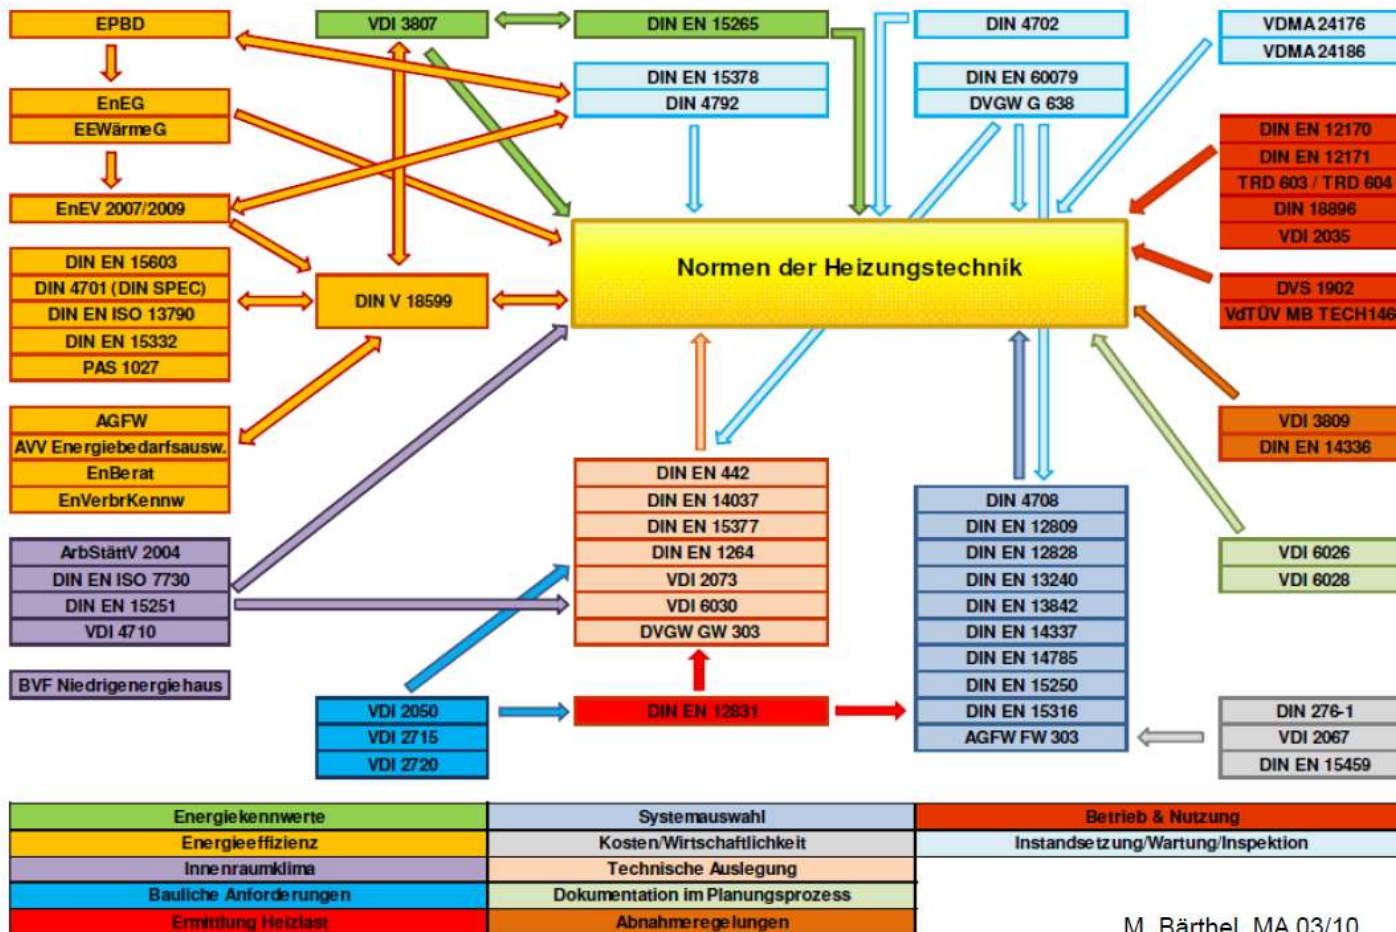 EPBD
EnEG
EEWärmeG
EnEV 2007/2009
DIN EN 15603
DIN 4701 (DIN SPEC)
DIN EN ISO 13790
DIN EN 15332
PAS 1027
AGFW
AVV Energiebedarfsausw.
EnBerat
EnVerbrKennw
ArbStättV 2004
DIN EN ISO 7730
DIN EN 15251
VDI 4710
BVF Niedrigenergiehaus
VDI 3807
DIN V 18599
VDI 2050
VDI 2715
VDI 2720
DIN EN 15265
DIN EN 15378
DIN 4792
Normen der Heizungstechnik
DIN EN 442
DIN EN 14037
DIN EN 15377
DIN EN 1264
VDI 2073
VDI 6030
DVGW GW 303
DIN EN 12831
DIN 4702
DIN EN 60079
DVGW G 638
DIN 4708
DIN EN 12809
DIN EN 12828
DIN EN 13240
DIN EN 13842
DIN EN 14337
DIN EN 14785
DIN EN 15250
DIN EN 15316
AGFW FW 303
VDMA 24176
VDMA 24186
DIN EN 12170
DIN EN 12171
TRD 603 / TRD 604
DIN 18896
VDI 2035
DVS 1902
VdTÜV MB TECH146
VDI 3809
DIN EN 14336
VDI 6026
VDI 6028
DIN 276-1
VDI 2067
DIN EN 15459
Energiekennwerte
Energieeffizienz
Innenraumklima
Bauliche Anforderungen
Ermittlung Heizlast
Systemauswahl
Kosten/Wirtschaftlichkeit
Technische Auslegung
Dokumentation im Planungsprozess
Abnahmeregelungen
Betrieb & Nutzung
Instandsetzung/Wartung/Inspektion
M. Bärthel, MA 03/10